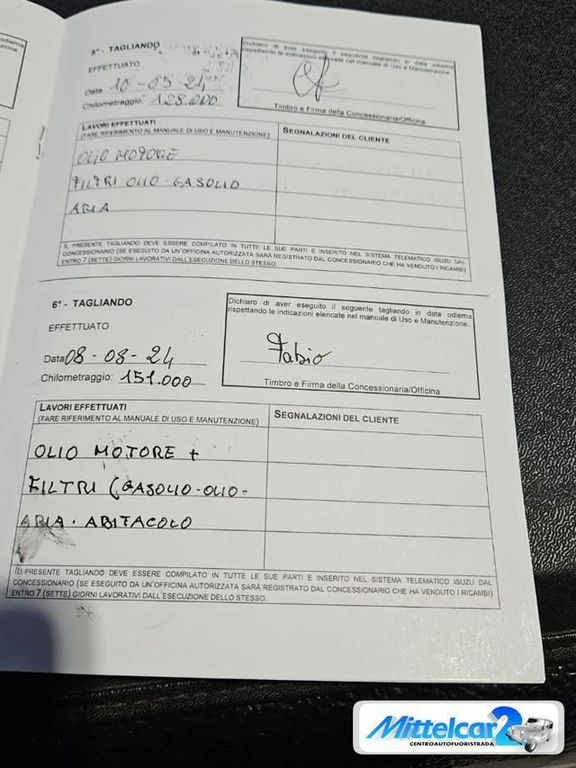 5° - TAGLIANDO
EFFETTUATO
Data 10-05-24
Chilometraggio: 128.000
Dichiaro di aver eseguito il seguente tagliando in data odierna
rispettando le indicazioni elencate nel manuale di Uso e Manutenzione.
Timbro e Firma della Concessionaria/Officina
LAVORI EFFETTUATI
(FARE RIFERIMENTO AL MANUALE DI USO E MANUTENZIONE)
SEGNALAZIONI DEL CLIENTE
OLIO MOTORE
FILTRI OLIO-GASOLIO
ARIA
IL PRESENTE TAGLIANDO DEVE ESSERE COMPILATO IN TUTTE LE SUE PARTI E INSERITO NEL SISTEMA TELEMATICO ISUZU DAL
CONCESSIONARIO (SE ESEGUITO DA UN'OFFICINA AUTORIZZATA SARÀ REGISTRATO DAL CONCESSIONARIO CHE HA VENDUTO I RICAMBI)
ENTRO 7 (SETTE) GIORNI LAVORATIVI DALL'ESECUZIONE DELLO STESSO.
6° - TAGLIANDO
EFFETTUATO
Data 08-08-24
Chilometraggio: 151.000
Dichiaro di aver eseguito il seguente tagliando in data odierna
rispettando le indicazioni elencate nel manuale di Uso e Manutenzione.
Fabio
Timbro e Firma della Concessionaria/Officina
LAVORI EFFETTUATI
(FARE RIFERIMENTO AL MANUALE DI USO E MANUTENZIONE)
SEGNALAZIONI DEL CLIENTE
OLIO MOTORE +
FILTRI (GASOLIO-OLIO-
ARIA-ABITACOLO
IL PRESENTE TAGLIANDO DEVE ESSERE COMPILATO IN TUTTE LE SUE PARTI E INSERITO NEL SISTEMA TELEMATICO ISUZU DAL
CONCESSIONARIO (SE ESEGUITO DA UN'OFFICINA AUTORIZZATA SARÀ REGISTRATO DAL CONCESSIONARIO CHE HA VENDUTO I RICAMBI)
ENTRO 7 (SETTE) GIORNI LAVORATIVI DALL'ESECUZIONE DELLO STESSO.
Mittelcar2
CENTROAUTOFUORISTRADA